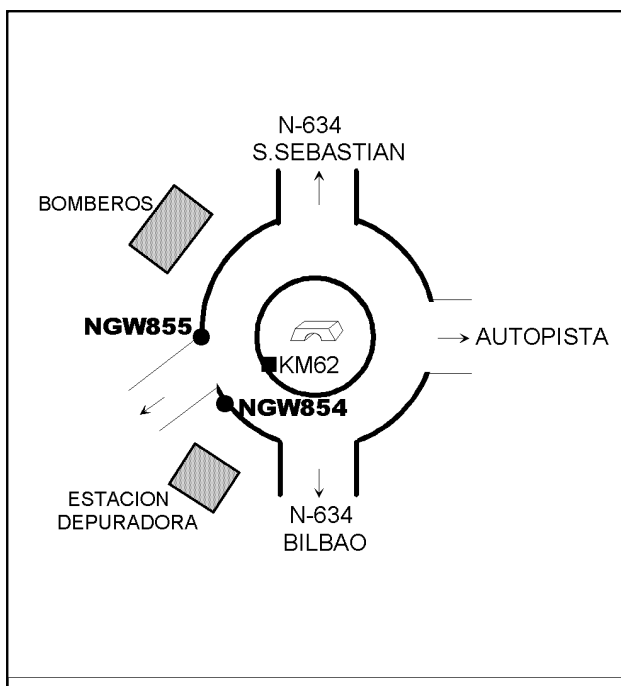 N-634
S.SEBASTIAN
BOMBEROS
NGW855
AUTOPISTA
KM62
NGW854
ESTACION
DEPURADORA
N-634
BILBAO